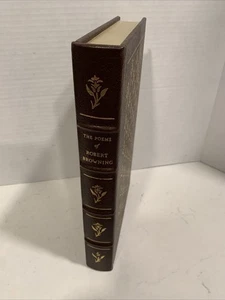 THE POEMS
of
ROBERT
BROWNING